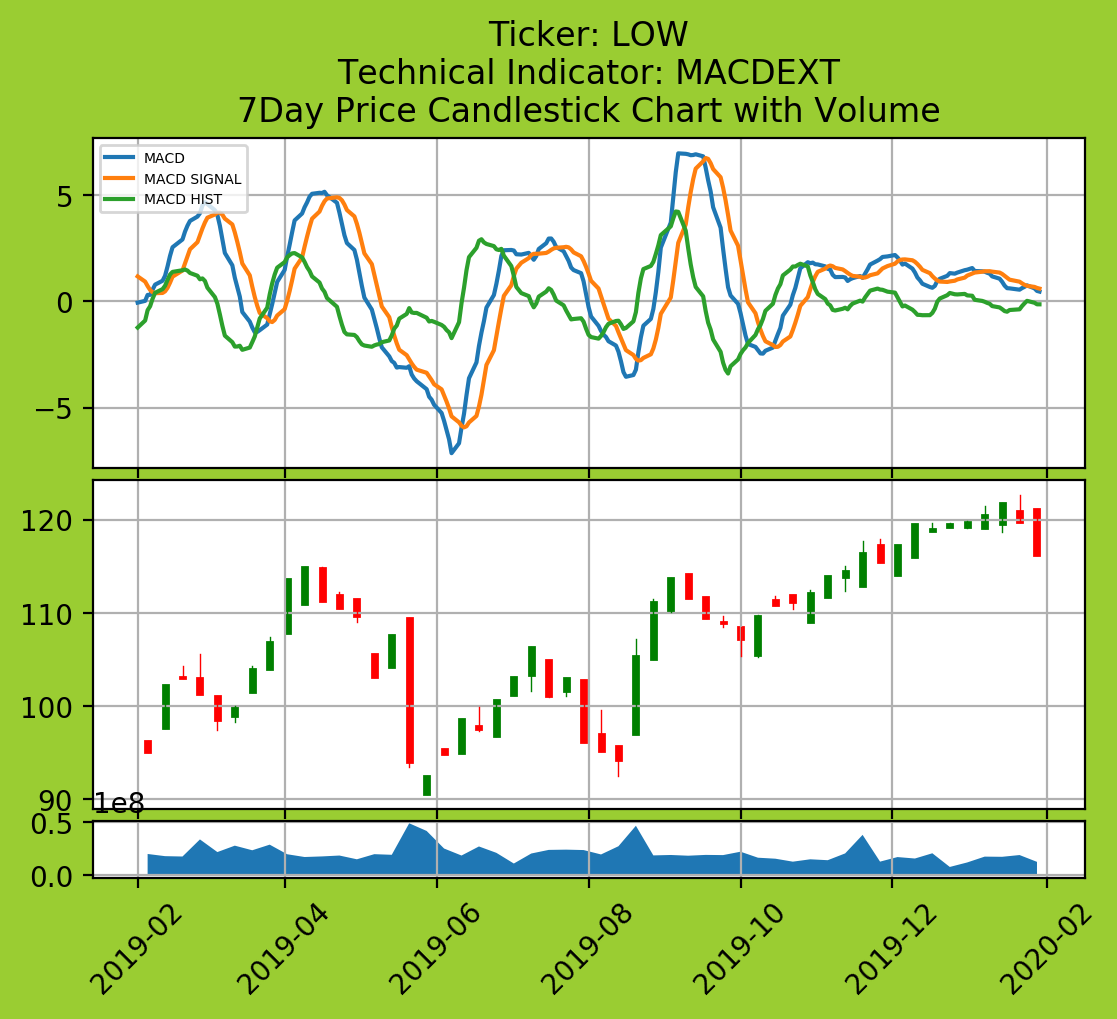 Ticker: LOW
Technical Indicator: MACDEXT
7Day Price Candlestick Chart with Volume
MACD
MACD SIGNAL
MACD HIST
5
0
−5
120
110
100
90
1e8
0.5
0.0
2019-02
2019-04
2019-06
2019-08
2019-10
2019-12
2020-02